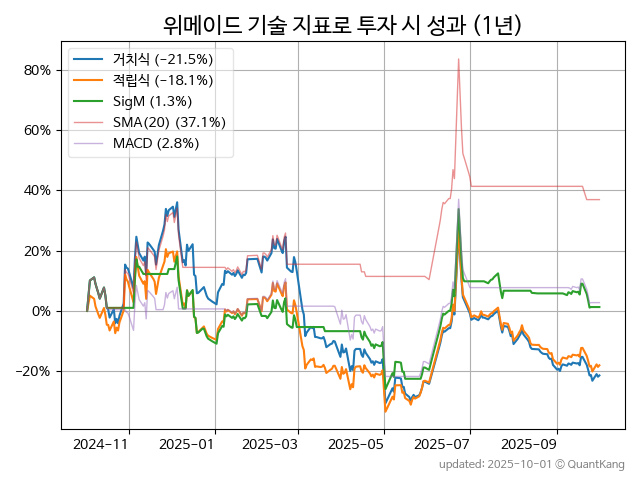 위메이드 기술 지표로 투자 시 성과 (1년)
거치식 (−21.5%)
적립식 (−18.1%)
SigM (1.3%)
SMA(20) (37.1%)
MACD (2.8%)
80%
60%
40%
20%
0%
−20%
2024-11
2025-01
2025-03
2025-05
2025-07
2025-09
updated: 2025-10-01 © QuantKang